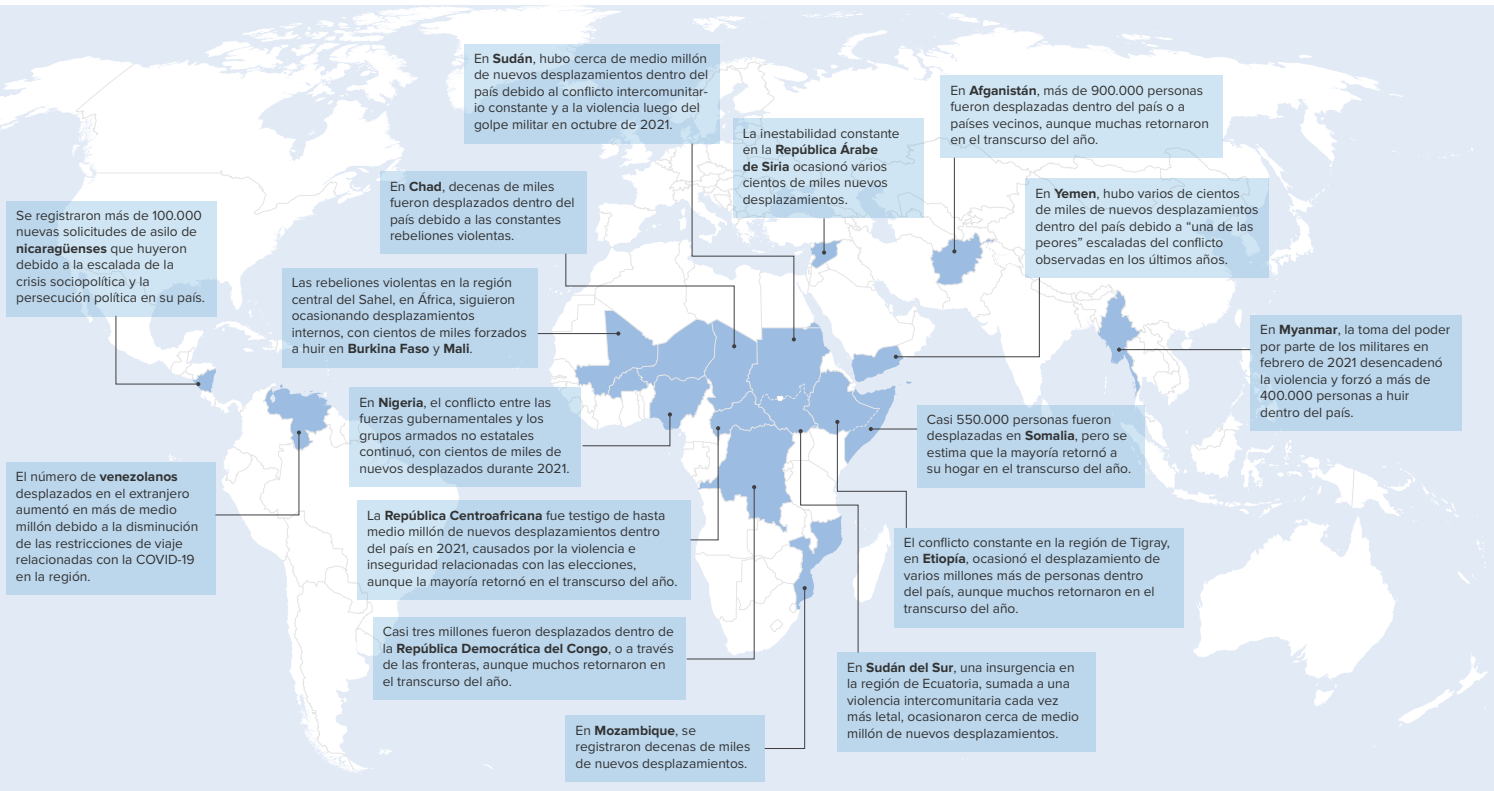 En Sudán, hubo cerca de medio millón
de nuevos desplazamientos dentro del
país debido al conflicto intercomunitar-
io constante y a la violencia luego del
golpe militar en octubre de 2021.
En Afganistán, más de 900.000 personas
fueron desplazadas dentro del país o a
países vecinos, aunque muchas retornaron
en el transcurso del año.
La inestabilidad constante
en la República Árabe
de Siria ocasionó varios
cientos de miles nuevos
desplazamientos.
En Chad, decenas de miles
fueron desplazados dentro del
país debido a las constantes
rebeliones violentas.
En Yemen, hubo varios de cientos
de miles de nuevos desplazamientos
dentro del país debido a “una de las
peores” escaladas del conflicto
observadas en los últimos años.
Se registraron más de 100.000
nuevas solicitudes de asilo de
nicaragüenses que huyeron
debido a la escalada de la
crisis sociopolítica y la
persecución política en su país.
Las rebeliones violentas en la región
central del Sahel, en África, siguieron
ocasionando desplazamientos
internos, con cientos de miles forzados
a huir en Burkina Faso y Mali.
En Myanmar, la toma del poder
por parte de los militares en
febrero de 2021 desencadenó
la violencia y forzó a más de
400.000 personas a huir
dentro del país.
En Nigeria, el conflicto entre las
fuerzas gubernamentales y los
grupos armados no estatales
continuó, con cientos de miles de
nuevos desplazados durante 2021.
Casi 550.000 personas fueron
desplazadas en Somalia, pero se
estima que la mayoría retornó a
su hogar en el transcurso del año.
El número de venezolanos
desplazados en el extranjero
aumentó en más de medio
millón debido a la disminución
de las restricciones de viaje
relacionadas con la COVID-19
en la región.
La República Centroafricana fue testigo de hasta
medio millón de nuevos desplazamientos dentro
del país en 2021, causados por la violencia e
inseguridad relacionadas con las elecciones,
aunque la mayoría retornó en el transcurso del año.
El conflicto constante en la región de Tigray,
en Etiopía, ocasionó el desplazamiento de
varios millones más de personas dentro
del país, aunque muchos retornaron en el
transcurso del año.
Casi tres millones fueron desplazados dentro de
la República Democrática del Congo, o a través
de las fronteras, aunque muchos retornaron en
el transcurso del año.
En Sudán del Sur, una insurgencia en
la región de Ecuatoria, sumada a una
violencia intercomunitaria cada vez
más letal, ocasionaron cerca de medio
millón de nuevos desplazamientos.
En Mozambique, se
registraron decenas de miles
de nuevos desplazamientos.